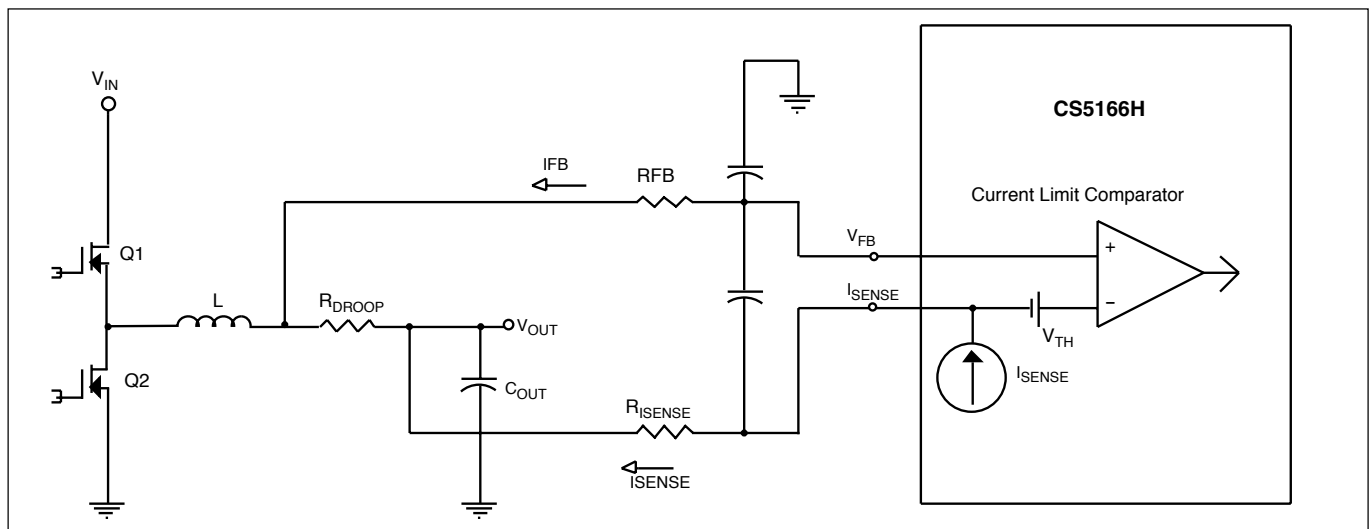 V_IN
CS5166H
IFB
RFB
Current Limit Comparator
V_FB
+
Q1
I_SENSE
L
R_DROOP
V_OUT
−
V_TH
Q2
C_OUT
R_ISENSE
I_SENSE
ISENSE